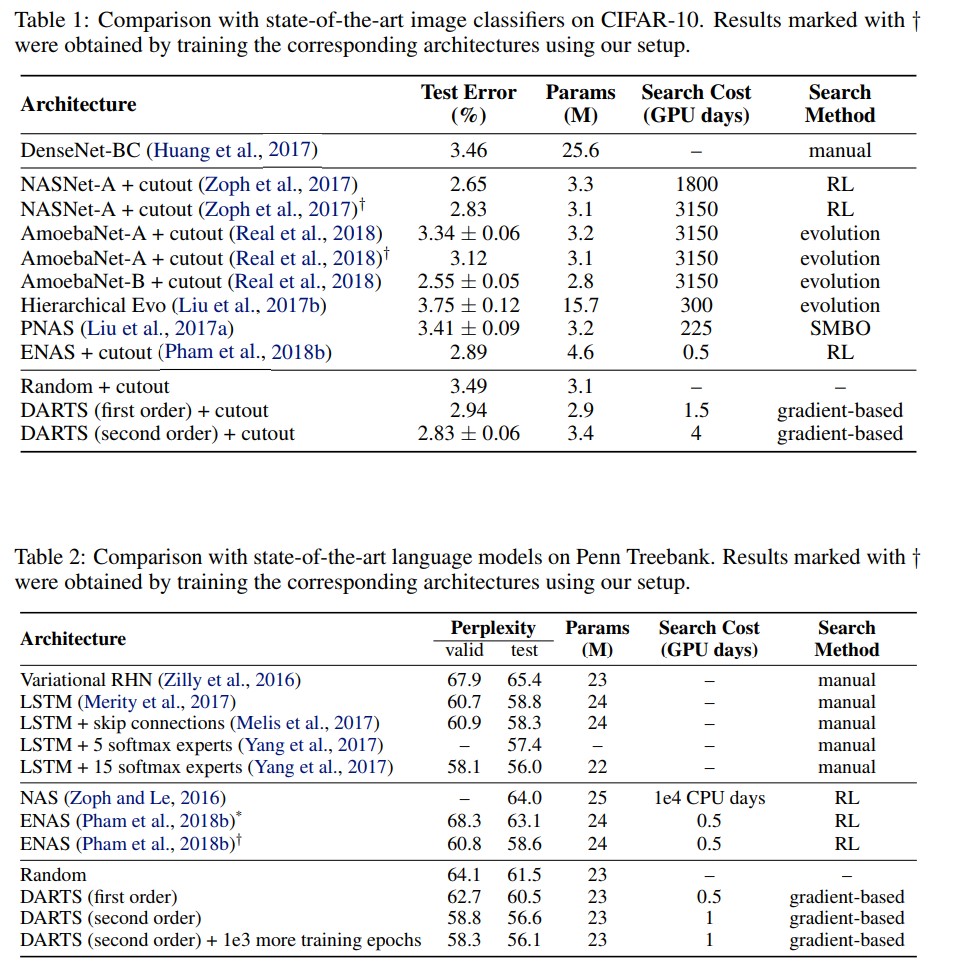 Table 1: Comparison with state-of-the-art image classifiers on CIFAR-10. Results marked with †
were obtained by training the corresponding architectures using our setup.
Architecture Test Error (%) Params (M) Search Cost (GPU days) Search Method
DenseNet-BC (Huang et al., 2017) 3.46 25.6 – manual
NASNet-A + cutout (Zoph et al., 2017) 2.65 3.3 1800 RL
NASNet-A + cutout (Zoph et al., 2017)† 2.83 3.1 3150 RL
AmoebaNet-A + cutout (Real et al., 2018) 3.34 ± 0.06 3.2 3150 evolution
AmoebaNet-A + cutout (Real et al., 2018)† 3.12 3.1 3150 evolution
AmoebaNet-B + cutout (Real et al., 2018) 2.55 ± 0.05 2.8 3150 evolution
Hierarchical Evo (Liu et al., 2017b) 3.75 ± 0.12 15.7 300 evolution
PNAS (Liu et al., 2017a) 3.41 ± 0.09 3.2 225 SMBO
ENAS + cutout (Pham et al., 2018b) 2.89 4.6 0.5 RL
Random + cutout 3.49 3.1 – –
DARTS (first order) + cutout 2.94 2.9 1.5 gradient-based
DARTS (second order) + cutout 2.83 ± 0.06 3.4 4 gradient-based
Table 2: Comparison with state-of-the-art language models on Penn Treebank. Results marked with †
were obtained by training the corresponding architectures using our setup.
Architecture Perplexity Params (M) Search Cost (GPU days) Search Method
valid test
Variational RHN (Zilly et al., 2016) 67.9 65.4 23 – manual
LSTM (Merity et al., 2017) 60.7 58.8 24 – manual
LSTM + skip connections (Melis et al., 2017) 60.9 58.3 24 – manual
LSTM + 5 softmax experts (Yang et al., 2017) – 57.4 – – manual
LSTM + 15 softmax experts (Yang et al., 2017) 58.1 56.0 22 – manual
NAS (Zoph and Le, 2016) – 64.0 25 1e4 CPU days RL
ENAS (Pham et al., 2018b)* 68.3 63.1 24 0.5 RL
ENAS (Pham et al., 2018b)† 60.8 58.6 24 0.5 RL
Random 64.1 61.5 23 – –
DARTS (first order) 62.7 60.5 23 0.5 gradient-based
DARTS (second order) 58.8 56.6 23 1 gradient-based
DARTS (second order) + 1e3 more training epochs 58.3 56.1 23 1 gradient-based